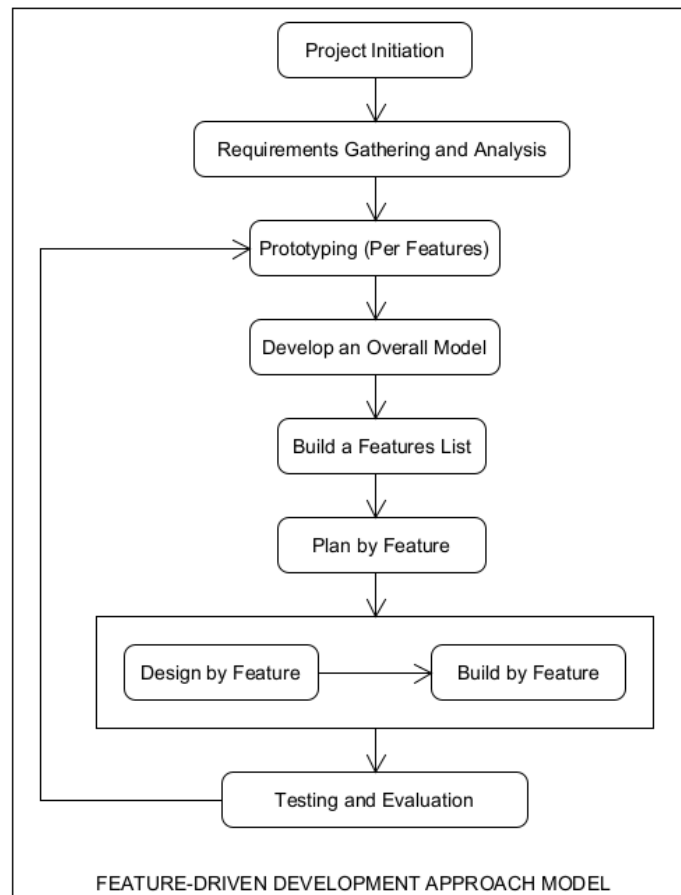 Project Initiation
Requirements Gathering and Analysis
Prototyping (Per Features)
Develop an Overall Model
Build a Features List
Plan by Feature
Design by Feature
Build by Feature
Testing and Evaluation
FEATURE-DRIVEN DEVELOPMENT APPROACH MODEL